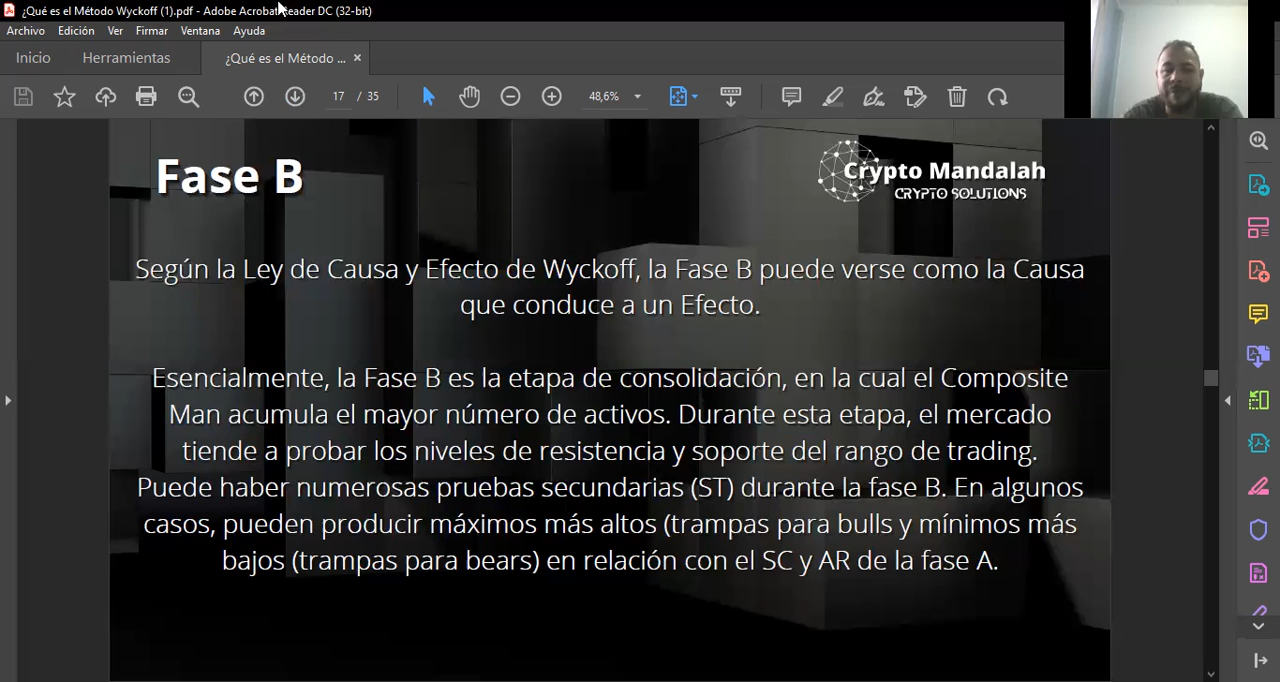 ¿Qué es el Método Wyckoff (1).pdf - Adobe Acrobat Reader DC (32-bit)
Archivo Edición Ver Firmar Ventana Ayuda
Inicio Herramientas ¿Qué es el Método ... ×
17 / 35 48,6%
Fase B
Crypto Mandalah
CRYPTO SOLUTIONS
Según la Ley de Causa y Efecto de Wyckoff, la Fase B puede verse como la Causa
que conduce a un Efecto.
Esencialmente, la Fase B es la etapa de consolidación, en la cual el Composite
Man acumula el mayor número de activos. Durante esta etapa, el mercado
tiende a probar los niveles de resistencia y soporte del rango de trading.
Puede haber numerosas pruebas secundarias (ST) durante la fase B. En algunos
casos, pueden producir máximos más altos (trampas para bulls y mínimos más
bajos (trampas para bears) en relación con el SC y AR de la fase A.